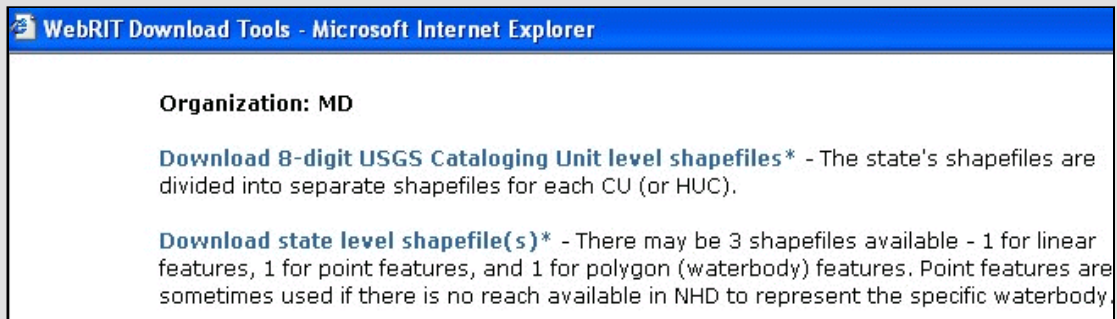 WebRIT Download Tools - Microsoft Internet Explorer
Organization: MD
Download 8-digit USGS Cataloging Unit level shapefiles* - The state's shapefiles are
divided into separate shapefiles for each CU (or HUC).
Download state level shapefile(s)* - There may be 3 shapefiles available - 1 for linear
features, 1 for point features, and 1 for polygon (waterbody) features. Point features are
sometimes used if there is no reach available in NHD to represent the specific waterbody.